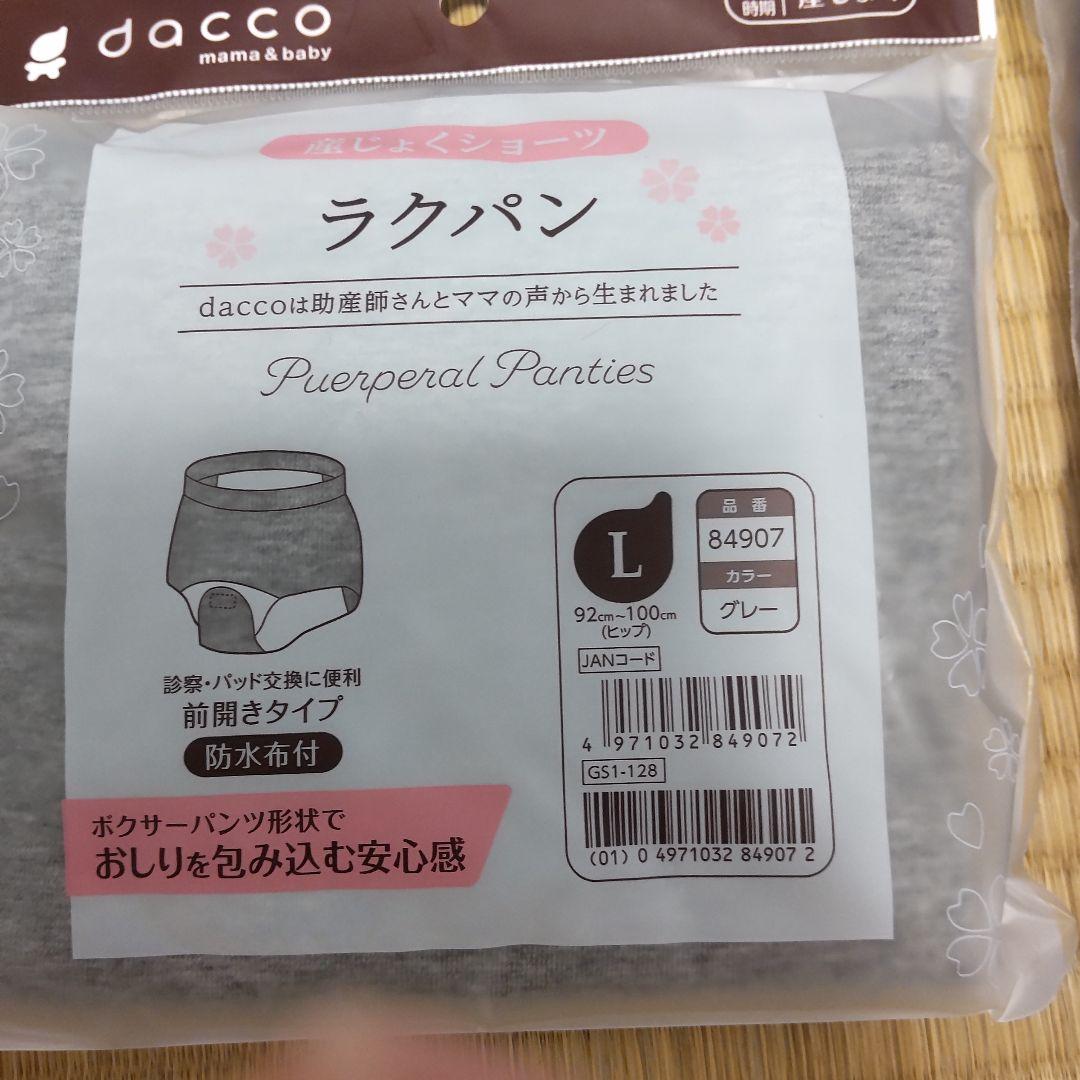 dacco
mama & baby
時期
産じょくショーツ
ラクパン
daccoは助産師さんとママの声から生まれました
Puerperal Panties
診察・パッド交換に便利
前開きタイプ
防水布付
ボクサーパンツ形状で
おしりを包み込む安心感
L
92cm~100cm
(ヒップ)
品番
84907
カラー
グレー
JANコード
4 971032 849072
GS1-128
(01) 0 4971032 84907 2